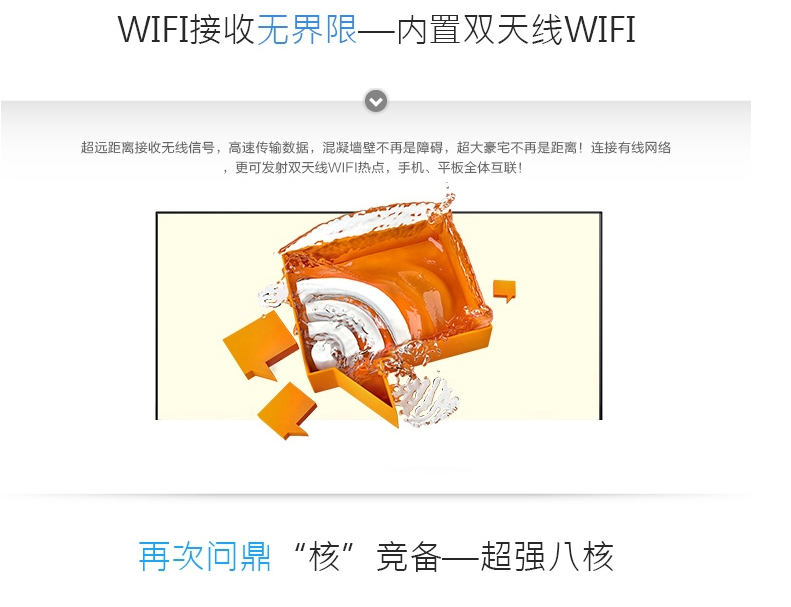 WIFI接收无界限—内置双天线WIFI
超远距离接收无线信号，高速传输数据，混凝墙壁不再是障碍，超大豪宅不再是距离！连接有线网络
，更可发射双天线WIFI热点，手机、平板全体互联！
再次问鼎“核”竞备—超强八核